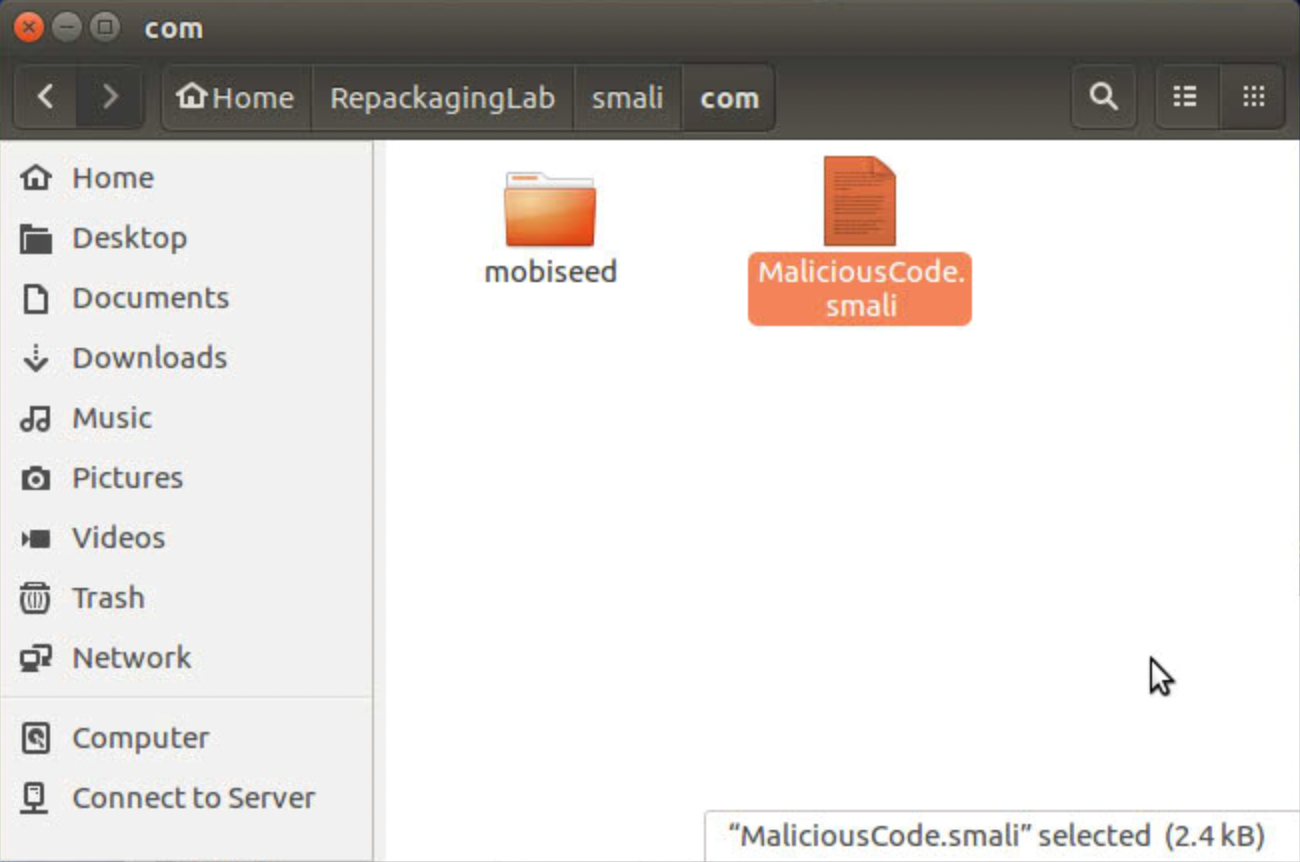 com
Home RepackagingLab smali com
Home
Desktop
Documents
Downloads
Music
Pictures
Videos
Trash
Network
Computer
Connect to Server
mobiseed
MaliciousCode.
smali
“MaliciousCode.smali” selected (2.4 kB)